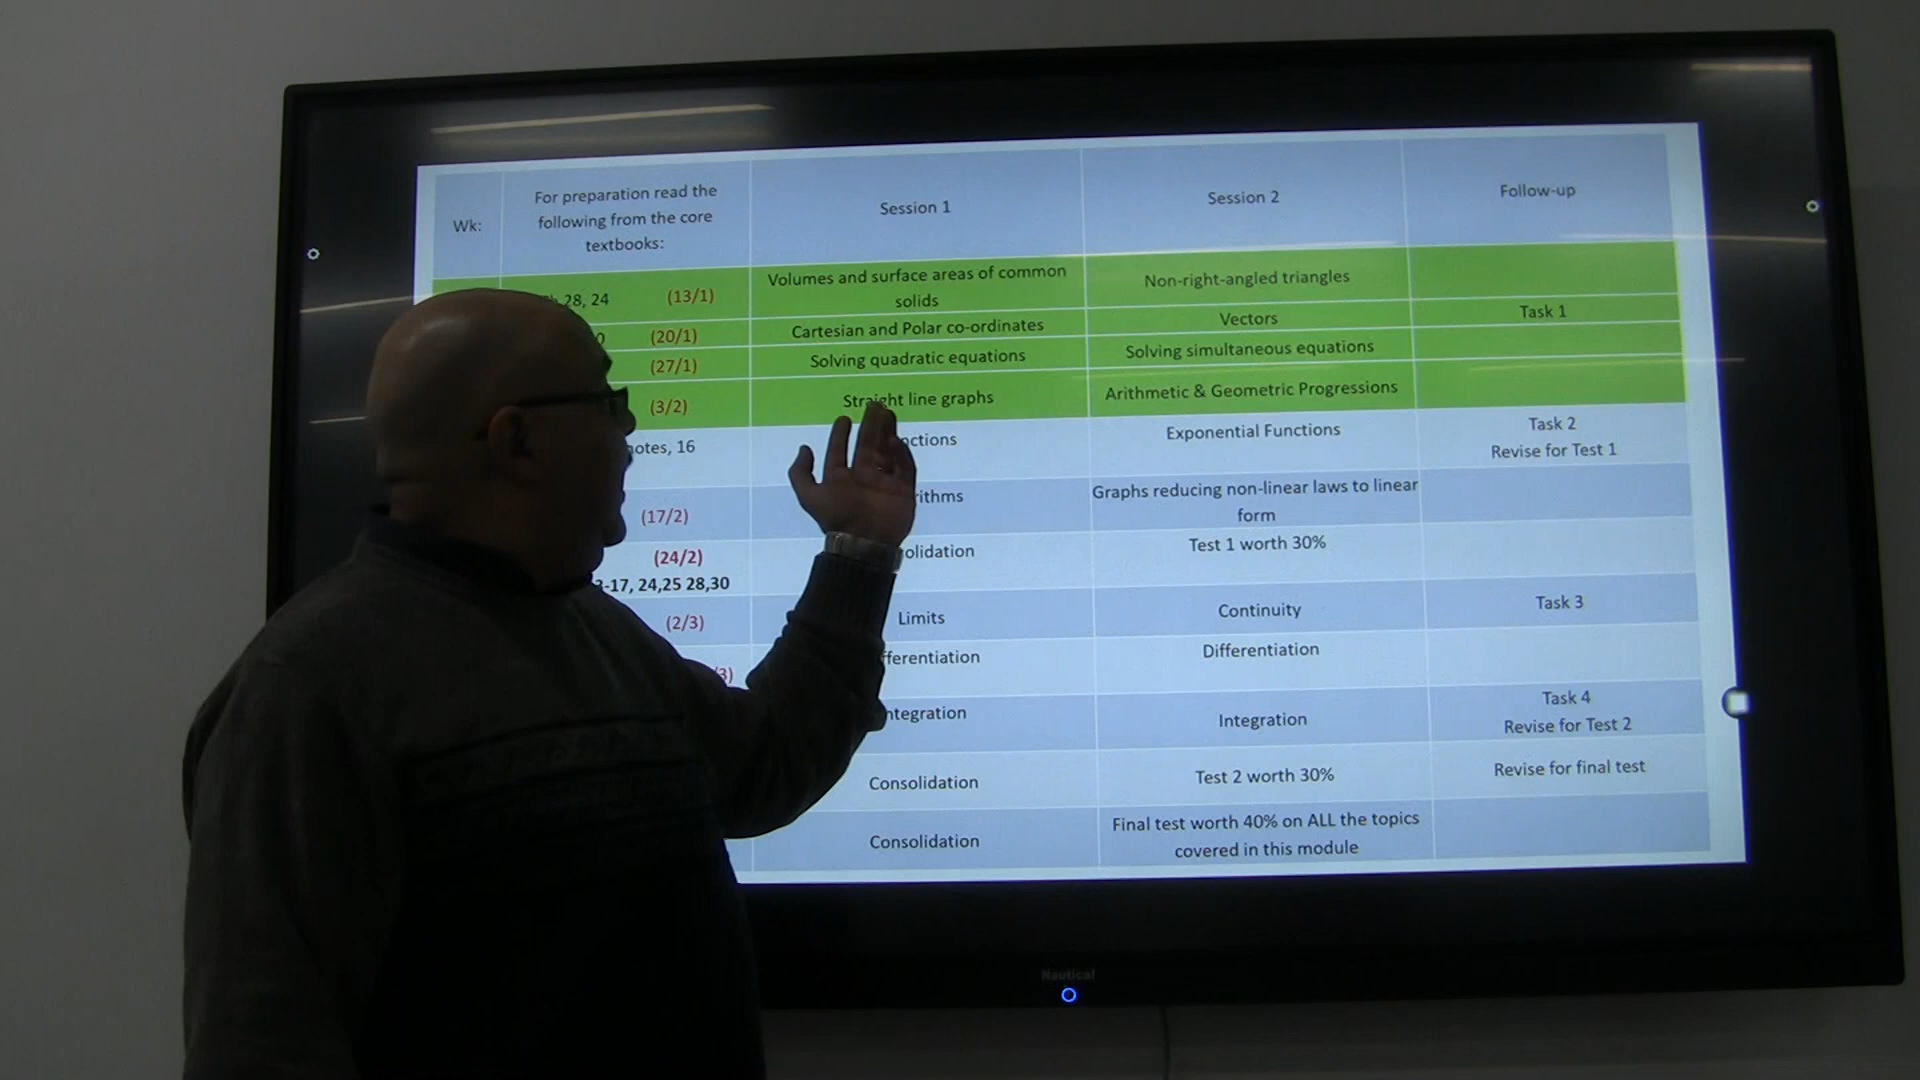 Wk:
For preparation read the
following from the core
textbooks:
Session 1
Session 2
Follow-up
28, 24 (13/1)
Volumes and surface areas of common
solids
Non-right-angled triangles
(20/1)
Cartesian and Polar co-ordinates
Vectors
Task 1
(27/1)
Solving quadratic equations
Solving simultaneous equations
(3/2)
Straight line graphs
Arithmetic & Geometric Progressions
notes, 16
Exponential Functions
Task 2
Revise for Test 1
(17/2)
Graphs reducing non-linear laws to linear
form
(24/2)
-17, 24,25 28,30
Test 1 worth 30%
(2/3)
Limits
Continuity
Task 3
Differentiation
Integration
Task 4
Revise for Test 2
Consolidation
Test 2 worth 30%
Revise for final test
Consolidation
Final test worth 40% on ALL the topics
covered in this module
Nautical